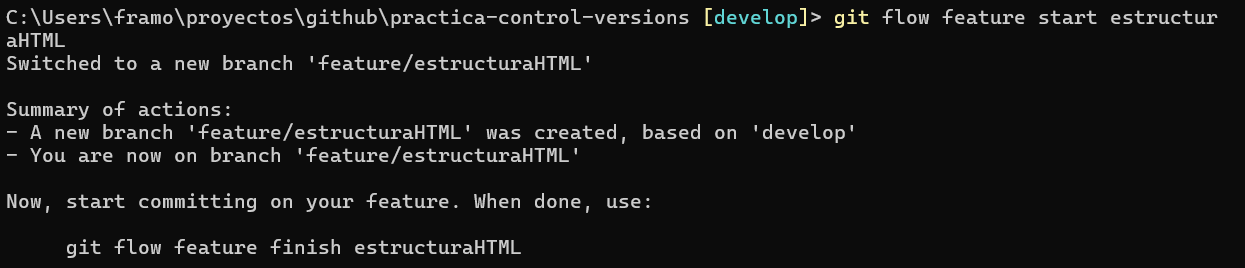 C:\Users\framo\proyectos\github\practica-control-versions [develop]> git flow feature start estructur
aHTML
Switched to a new branch 'feature/estructuraHTML'
Summary of actions:
- A new branch 'feature/estructuraHTML' was created, based on 'develop'
- You are now on branch 'feature/estructuraHTML'
Now, start committing on your feature. When done, use:
git flow feature finish estructuraHTML